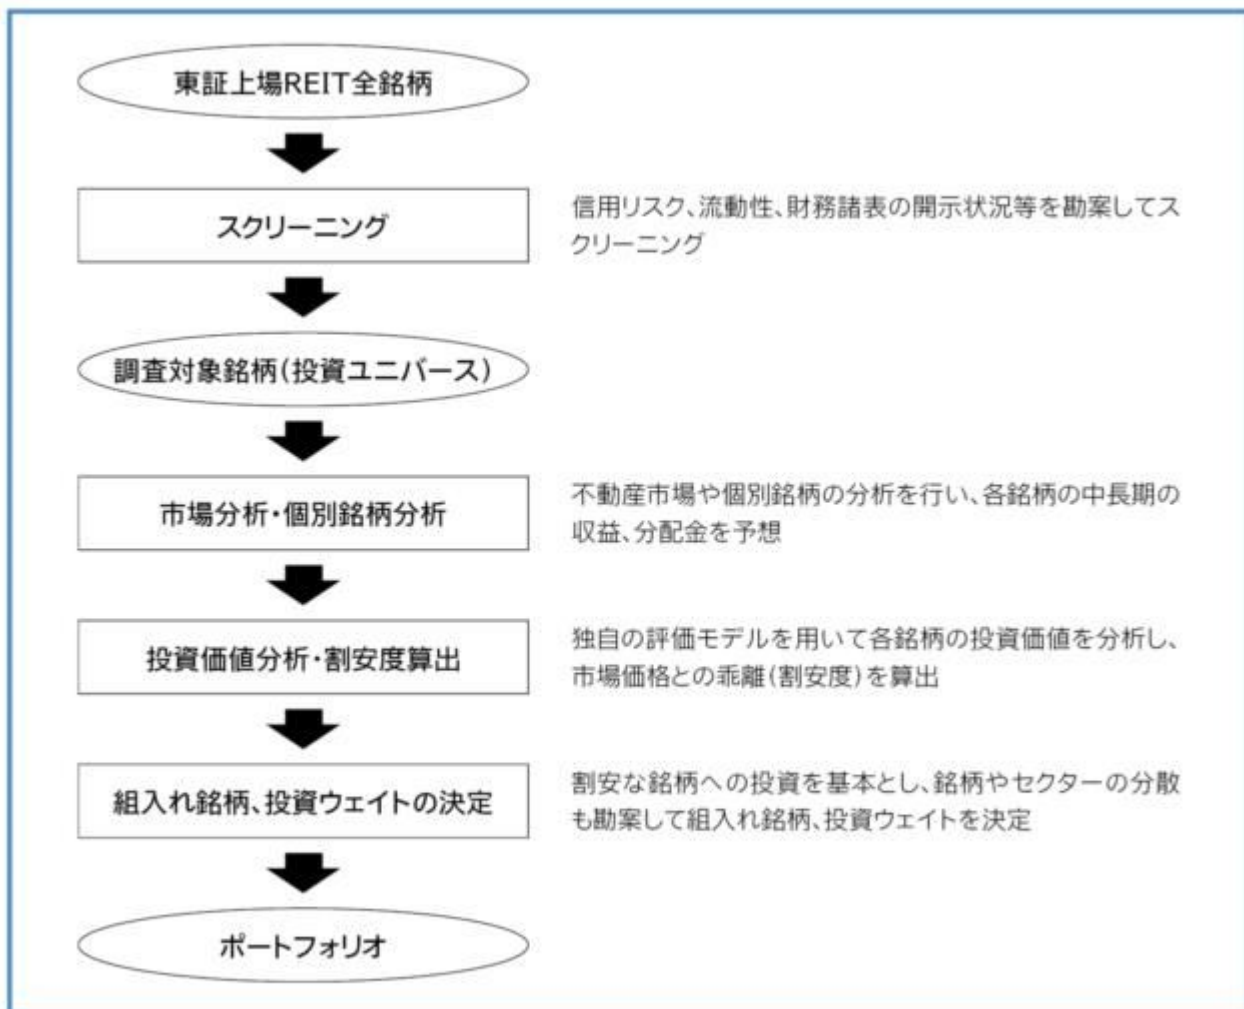 東証上場REIT全銘柄
スクリーニング
信用リスク、流動性、財務諸表の開示状況等を勘案してス
クリーニング
調査対象銘柄(投資ユニバース)
市場分析・個別銘柄分析
不動産市場や個別銘柄の分析を行い、各銘柄の中長期の
収益、分配金を予想
投資価値分析・割安度算出
独自の評価モデルを用いて各銘柄の投資価値を分析し、
市場価格との乖離(割安度)を算出
組入れ銘柄、投資ウェイトの決定
割安な銘柄への投資を基本とし、銘柄やセクターの分散
も勘案して組入れ銘柄、投資ウェイトを決定
ポートフォリオ